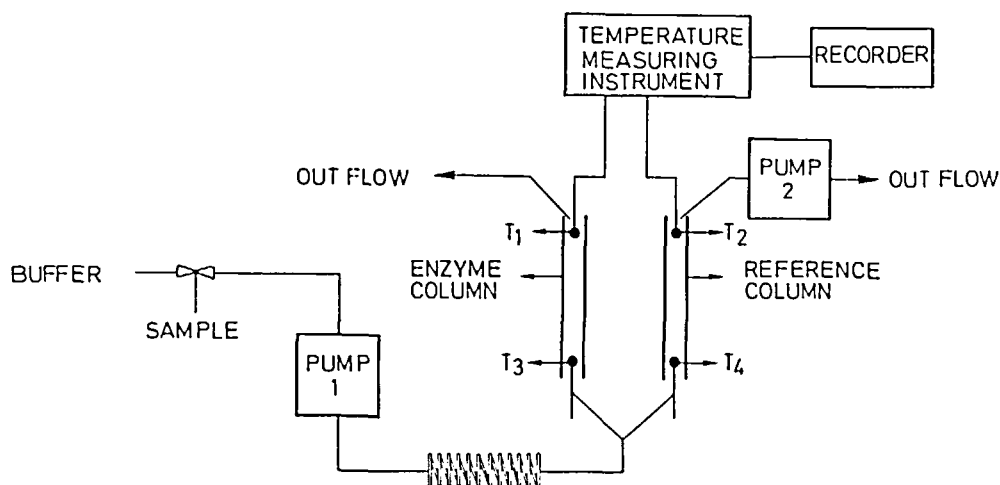 TEMPERATURE
MEASURING
INSTRUMENT
RECORDER
PUMP
2
OUT FLOW
OUT FLOW
T1
T2
BUFFER
SAMPLE
ENZYME
COLUMN
REFERENCE
COLUMN
PUMP
1
T3
T4